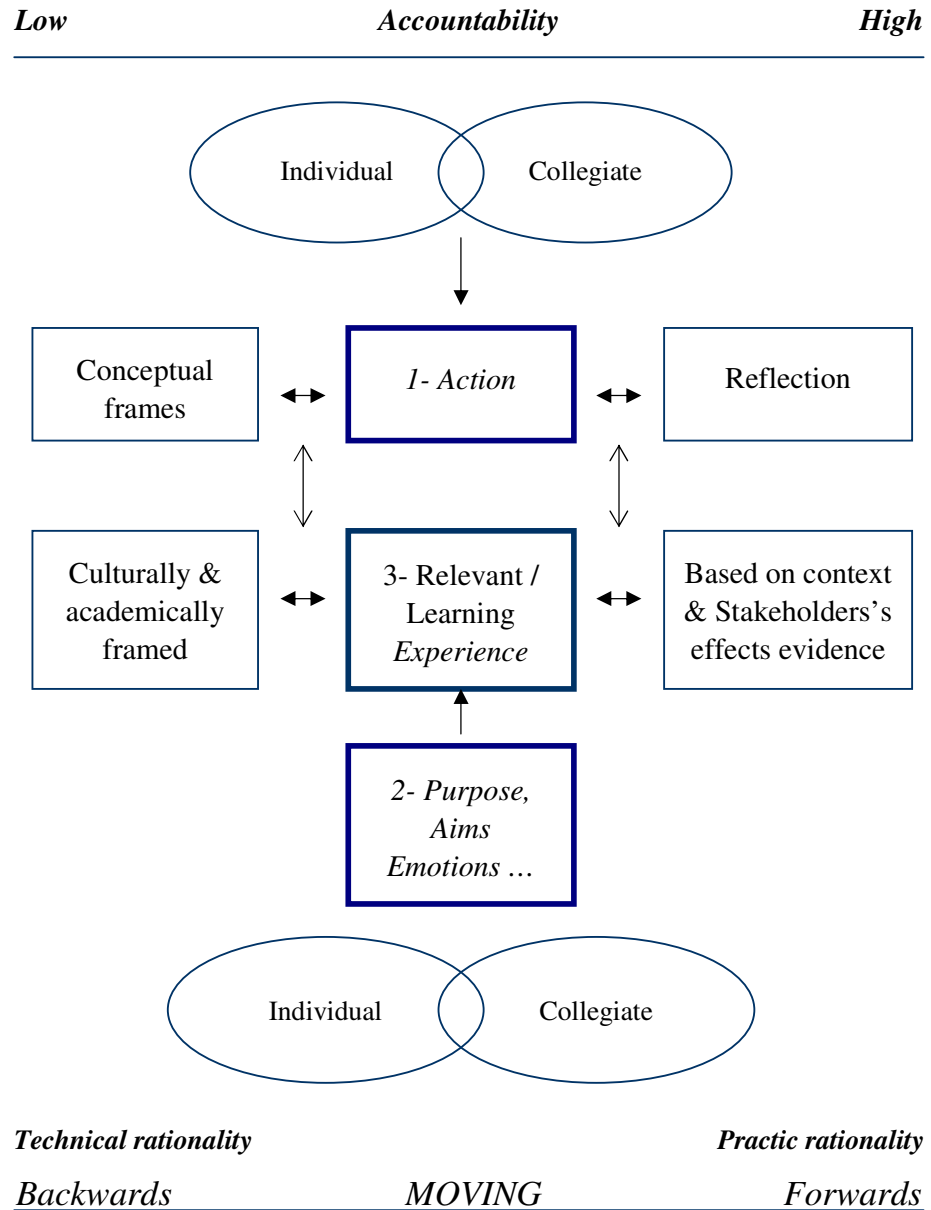 Low Accountability High
Individual Collegiate
Conceptual
frames
1- Action
Reflection
Culturally &
academically
framed
3- Relevant /
Learning
Experience
Based on context
& Stakeholders's
effects evidence
2- Purpose,
Aims
Emotions …
Individual Collegiate
Technical rationality Practic rationality
Backwards MOVING Forwards